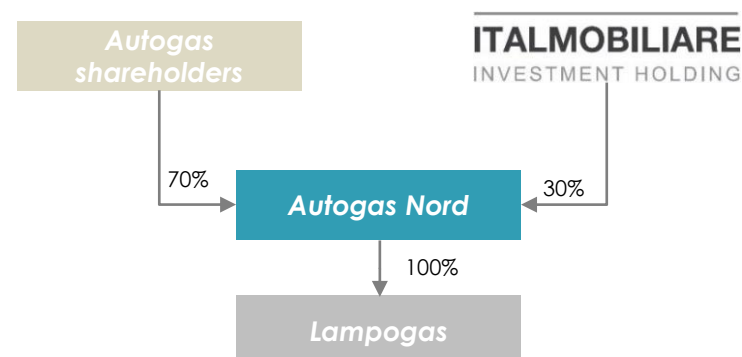 Autogas
shareholders
ITALMOBILIARE
INVESTMENT HOLDING
70%
30%
Autogas Nord
100%
Lampogas